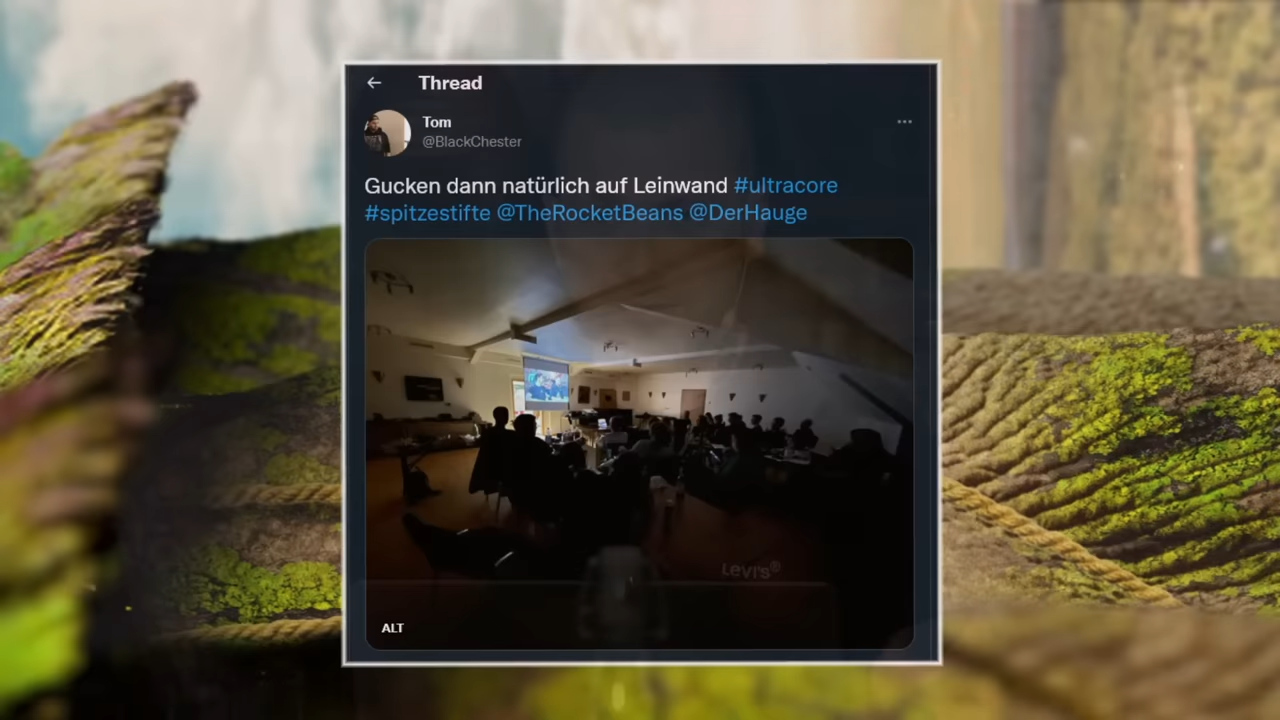 Thread
Tom
@BlackChester
Gucken dann natürlich auf Leinwand #ultracore
#spitzestifte @TheRocketBeans @DerHauge
Levi's®
ALT